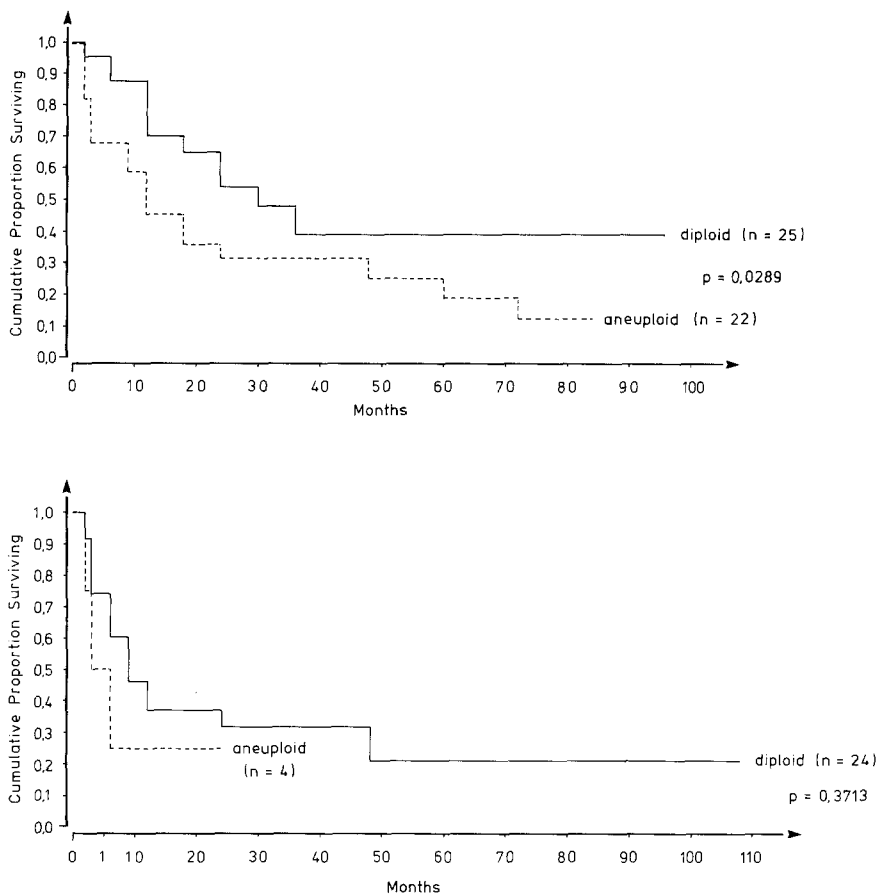 Cumulative Proportion Surviving
1,0
0,9
0,8
0,7
0,6
0,5
0,4
0,3
0,2
0,1
0,0
diploid (n = 25)
p = 0,0289
aneuploid (n = 22)
0 10 20 30 40 50 60 70 80 90 100
Months
Cumulative Proportion Surviving
1,0
0,9
0,8
0,7
0,6
0,5
0,4
0,3
0,2
0,1
0,0
aneuploid
(n = 4)
diploid (n = 24)
p = 0,3713
0 1 10 20 30 40 50 60 70 80 90 100 110
Months